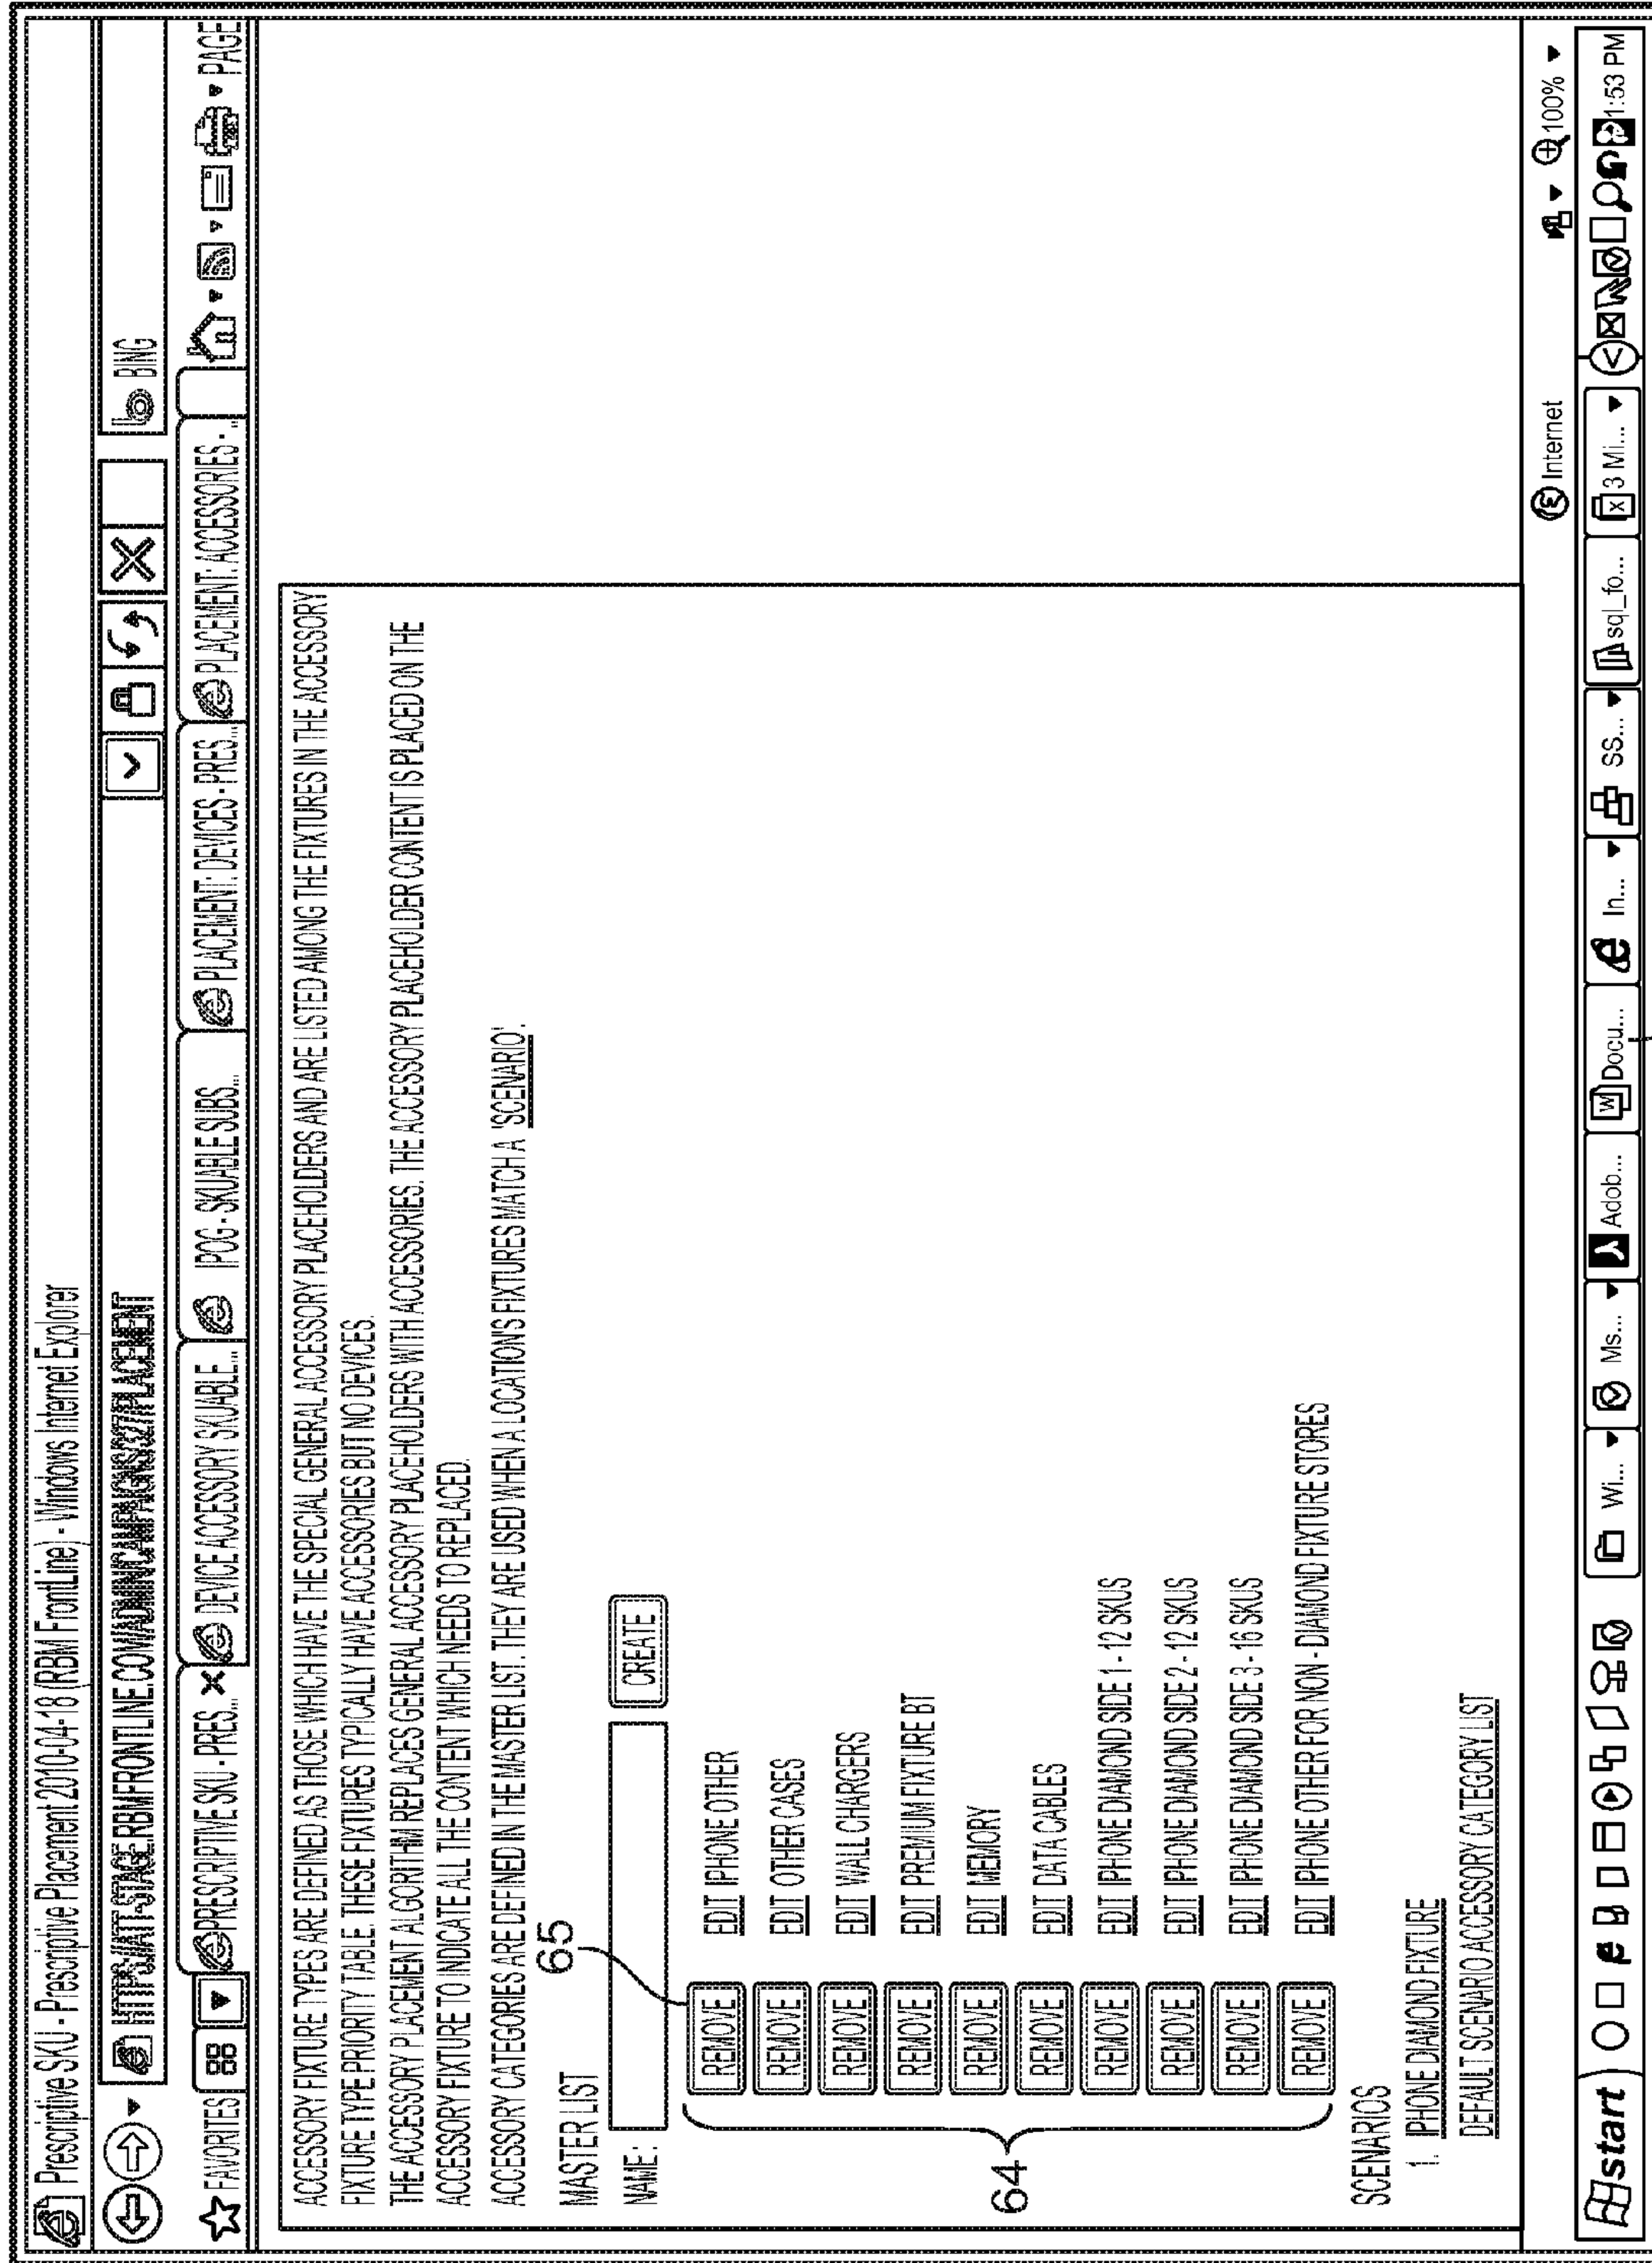 Prescriptive SKU - Prescriptive Placement 2010-04-18 (RBM FrontLine) - Windows Internet Explorer
BING
FAVORITES
PRESCRIPTIVE SKU - PRES...
DEVICE ACCESSORY SKUABLE...
IPOG - SKUABLE SUBS...
PLACEMENT: DEVICES - PRES...
PLACEMENT: ACCESSORIES - ...
PAGE
ACCESSORY FIXTURE TYPES ARE DEFINED AS THOSE WHICH HAVE THE SPECIAL GENERAL ACCESSORY PLACEHOLDERS AND ARE LISTED AMONG THE FIXTURES IN THE ACCESSORY
FIXTURE TYPE PRIORITY TABLE. THESE FIXTURES TYPICALLY HAVE ACCESSORIES BUT NO DEVICES.
THE ACCESSORY PLACEMENT ALGORITHM REPLACES GENERAL ACCESSORY PLACEHOLDERS WITH ACCESSORIES. THE ACCESSORY PLACEHOLDER CONTENT IS PLACED ON THE
ACCESSORY FIXTURE TO INDICATE ALL THE CONTENT WHICH NEEDS TO REPLACED.
ACCESSORY CATEGORES ARE DEFINED IN THE MASTER LIST. THEY ARE USED WHEN A LOCATION'S FIXTURES MATCH A 'SCENARIO'.
MASTER LIST
65
NAME: CREATE
REMOVE EDIT IPHONE OTHER
REMOVE EDIT OTHER CASES
REMOVE EDIT WALL CHARGERS
REMOVE EDIT PREMIUM FIXTURE BT
REMOVE EDIT MEMORY
64
REMOVE EDIT DATA CABLES
REMOVE EDIT IPHONE DIAMOND SIDE 1 - 12 SKUS
REMOVE EDIT IPHONE DIAMOND SIDE 2 - 12 SKUS
REMOVE EDIT IPHONE DIAMOND SIDE 3 - 16 SKUS
REMOVE EDIT IPHONE OTHER FOR NON - DIAMOND FIXTURE STORES
SCENARIOS
1. IPHONE DIAMOND FIXTURE
DEFAULT SCENARIO ACCESSORY CATEGORY LIST
Internet 100%
start Wi... Ms... Adob... Docu... In... SS... sql_fo... 3 Mi... 1:53 PM